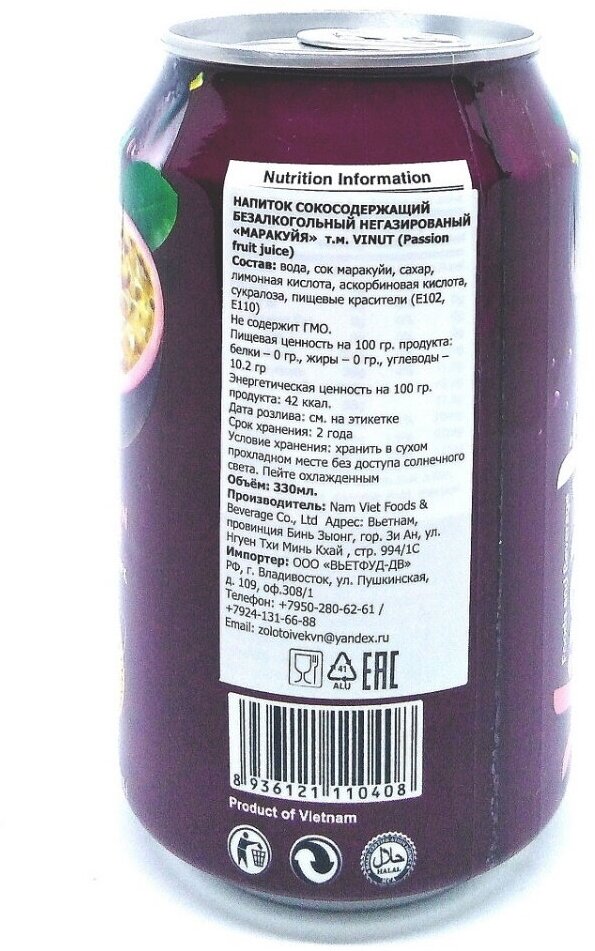 Nutrition Information
НАПИТОК СОКОСОДЕРЖАЩИЙ
БЕЗАЛКОГОЛЬНЫЙ НЕГАЗИРОВАНЫЙ
«МАРАКУЙЯ» т.м. VINUT (Passion
fruit juice)
Состав: вода, сок маракуйи, сахар,
лимонная кислота, аскорбиновая кислота,
сукралоза, пищевые красители (E102,
E110)
Не содержит ГМО.
Пищевая ценность на 100 гр. продукта:
белки – 0 гр., жиры – 0 гр., углеводы –
10.2 гр
Энергетическая ценность на 100 гр.
продукта: 42 ккал.
Дата розлива: см. на этикетке
Срок хранения: 2 года
Условие хранения: хранить в сухом
прохладном месте без доступа солнечного
света. Пейте охлажденным
Объём: 330мл.
Производитель: Nam Viet Foods &
Beverage Co., Ltd Адрес: Вьетнам,
провинция Бинь Зыонг, гор. Зи Ан, ул.
Нгуен Тхи Минь Кхай , стр. 994/1С
Импортер: ООО «ВЬЕТФУД-ДВ»
РФ, г. Владивосток, ул. Пушкинская,
д. 109, оф.308/1
Телефон: +7950-280-62-61 /
+7924-131-66-88
Email: zolotoivekvn@yandex.ru
41
ALU
EAC
8 936121 110408
Product of Vietnam
حلال
HALAL